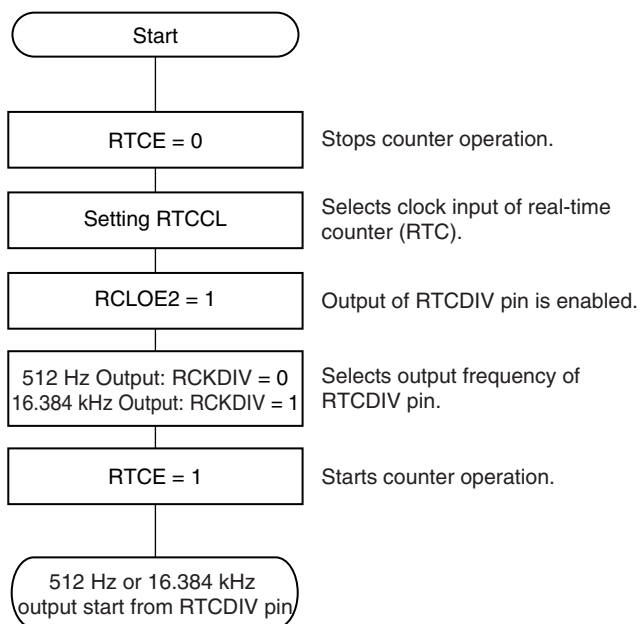 Start
RTCE = 0
Stops counter operation.
Setting RTCCL
Selects clock input of real-time
counter (RTC).
RCLOE2 = 1
Output of RTCDIV pin is enabled.
512 Hz Output: RCKDIV = 0
16.384 kHz Output: RCKDIV = 1
Selects output frequency of
RTCDIV pin.
RTCE = 1
Starts counter operation.
512 Hz or 16.384 kHz
output start from RTCDIV pin